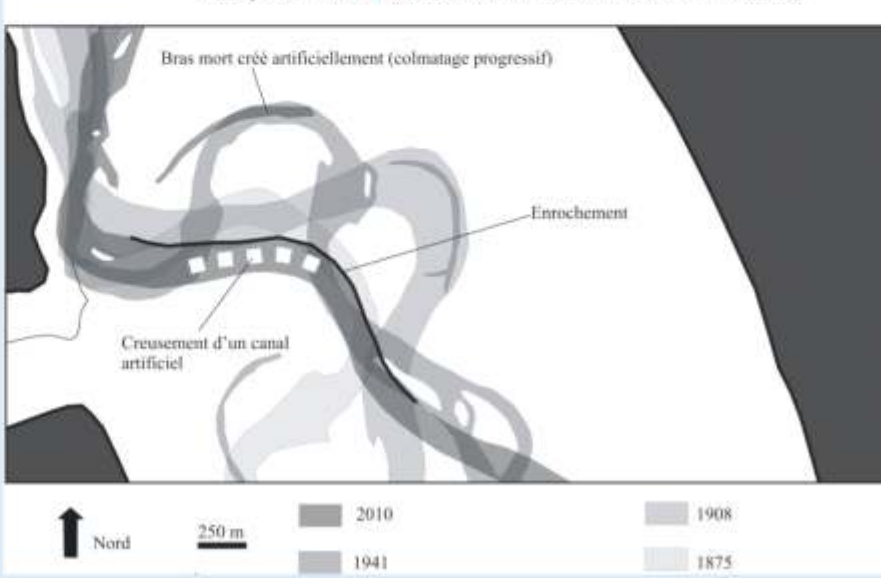 Bras mort créé artificiellement (colmatage progressif)
Enrochement
Creusement d'un canal
artificiel
Nord
250 m
2010
1908
1941
1875